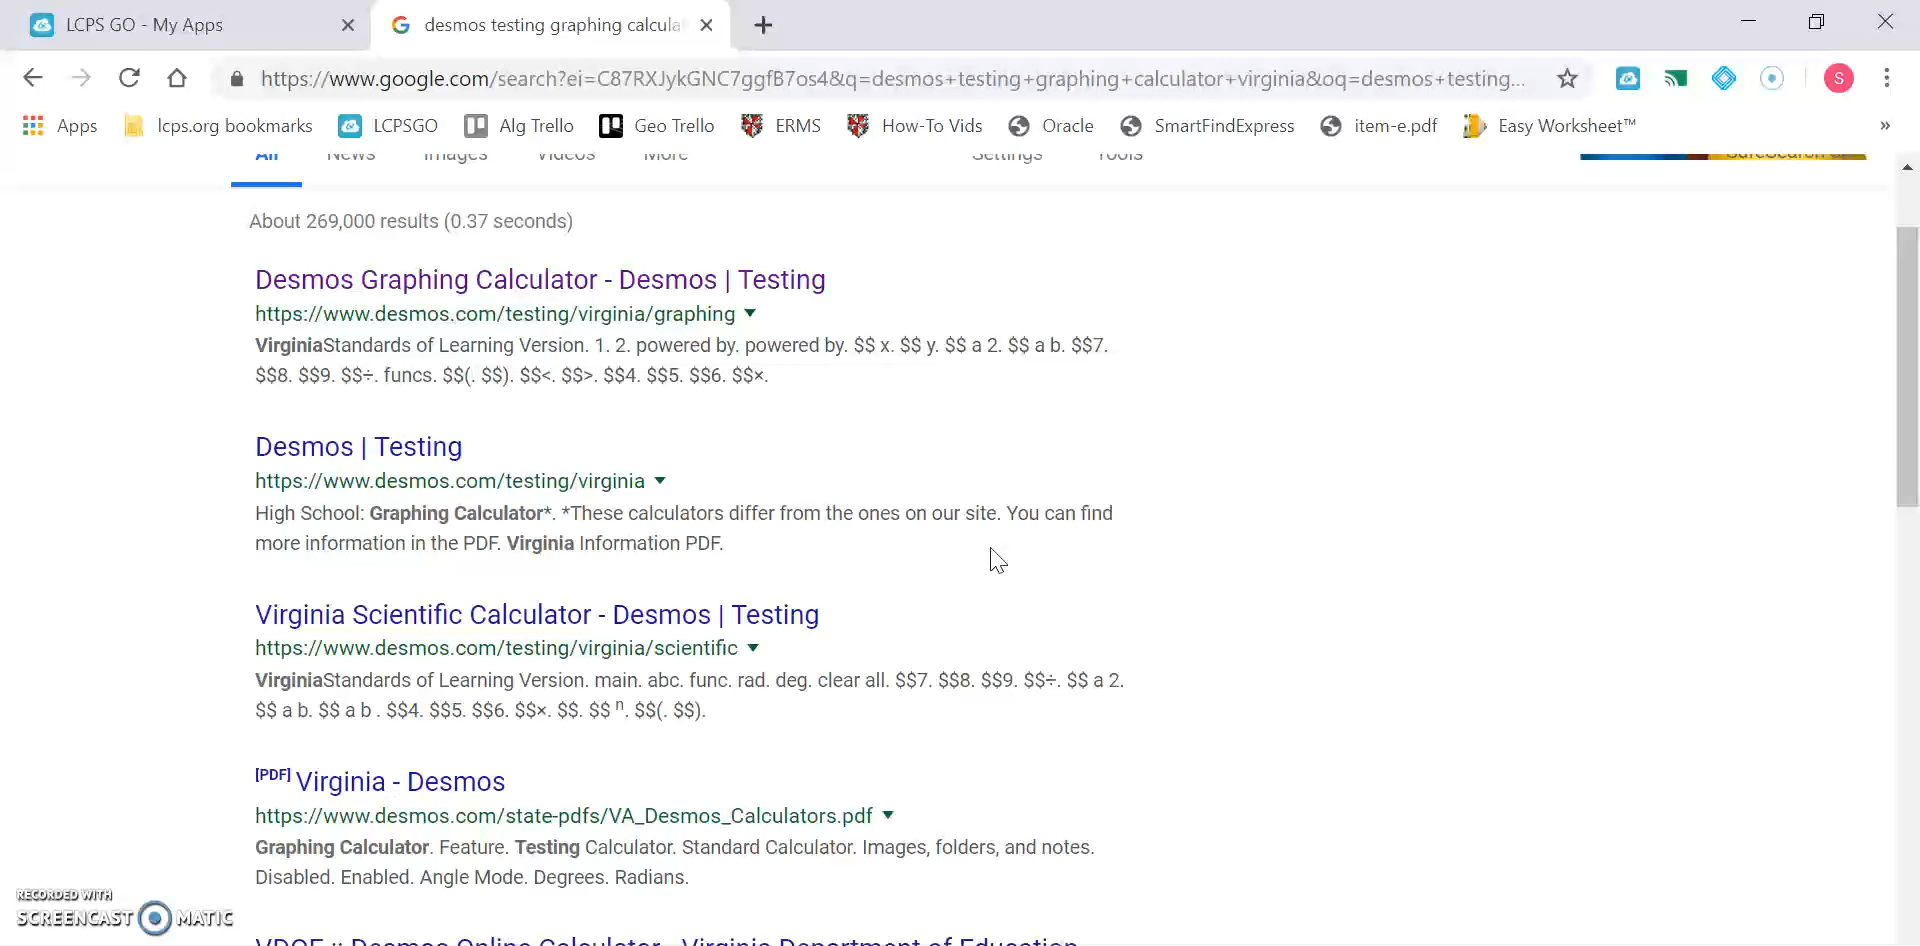 LCPS GO - My Apps
desmos testing graphing calcula
https://www.google.com/search?ei=C87RXJykGNC7ggfB7os4&q=desmos+testing+graphing+calculator+virginia&oq=desmos+testing...
S
Apps lcps.org bookmarks LCPSGO Alg Trello Geo Trello ERMS How-To Vids Oracle SmartFindExpress item-e.pdf Easy Worksheet™ »
All News Images Videos More Settings Tools
About 269,000 results (0.37 seconds)
Desmos Graphing Calculator - Desmos | Testing
https://www.desmos.com/testing/virginia/graphing
VirginiaStandards of Learning Version. 1. 2. powered by. powered by. $$ x. $$ y. $$ a 2. $$ a b. $$7.
$$8. $$9. $$÷. funcs. $$(. $$). $$<. $$>. $$4. $$5. $$6. $$×.
Desmos | Testing
https://www.desmos.com/testing/virginia
High School: Graphing Calculator*. *These calculators differ from the ones on our site. You can find
more information in the PDF. Virginia Information PDF.
Virginia Scientific Calculator - Desmos | Testing
https://www.desmos.com/testing/virginia/scientific
VirginiaStandards of Learning Version. main. abc. func. rad. deg. clear all. $$7. $$8. $$9. $$÷. $$ a 2.
$$ a b. $$ a b . $$4. $$5. $$6. $$×. $$. $$ ⁿ. $$(. $$).
[PDF] Virginia - Desmos
https://www.desmos.com/state-pdfs/VA_Desmos_Calculators.pdf
Graphing Calculator. Feature. Testing Calculator. Standard Calculator. Images, folders, and notes.
Disabled. Enabled. Angle Mode. Degrees. Radians.
RECORDED WITH
SCREENCAST MATIC
VDOE :: Desmos Online Calculator - Virginia Department of Education